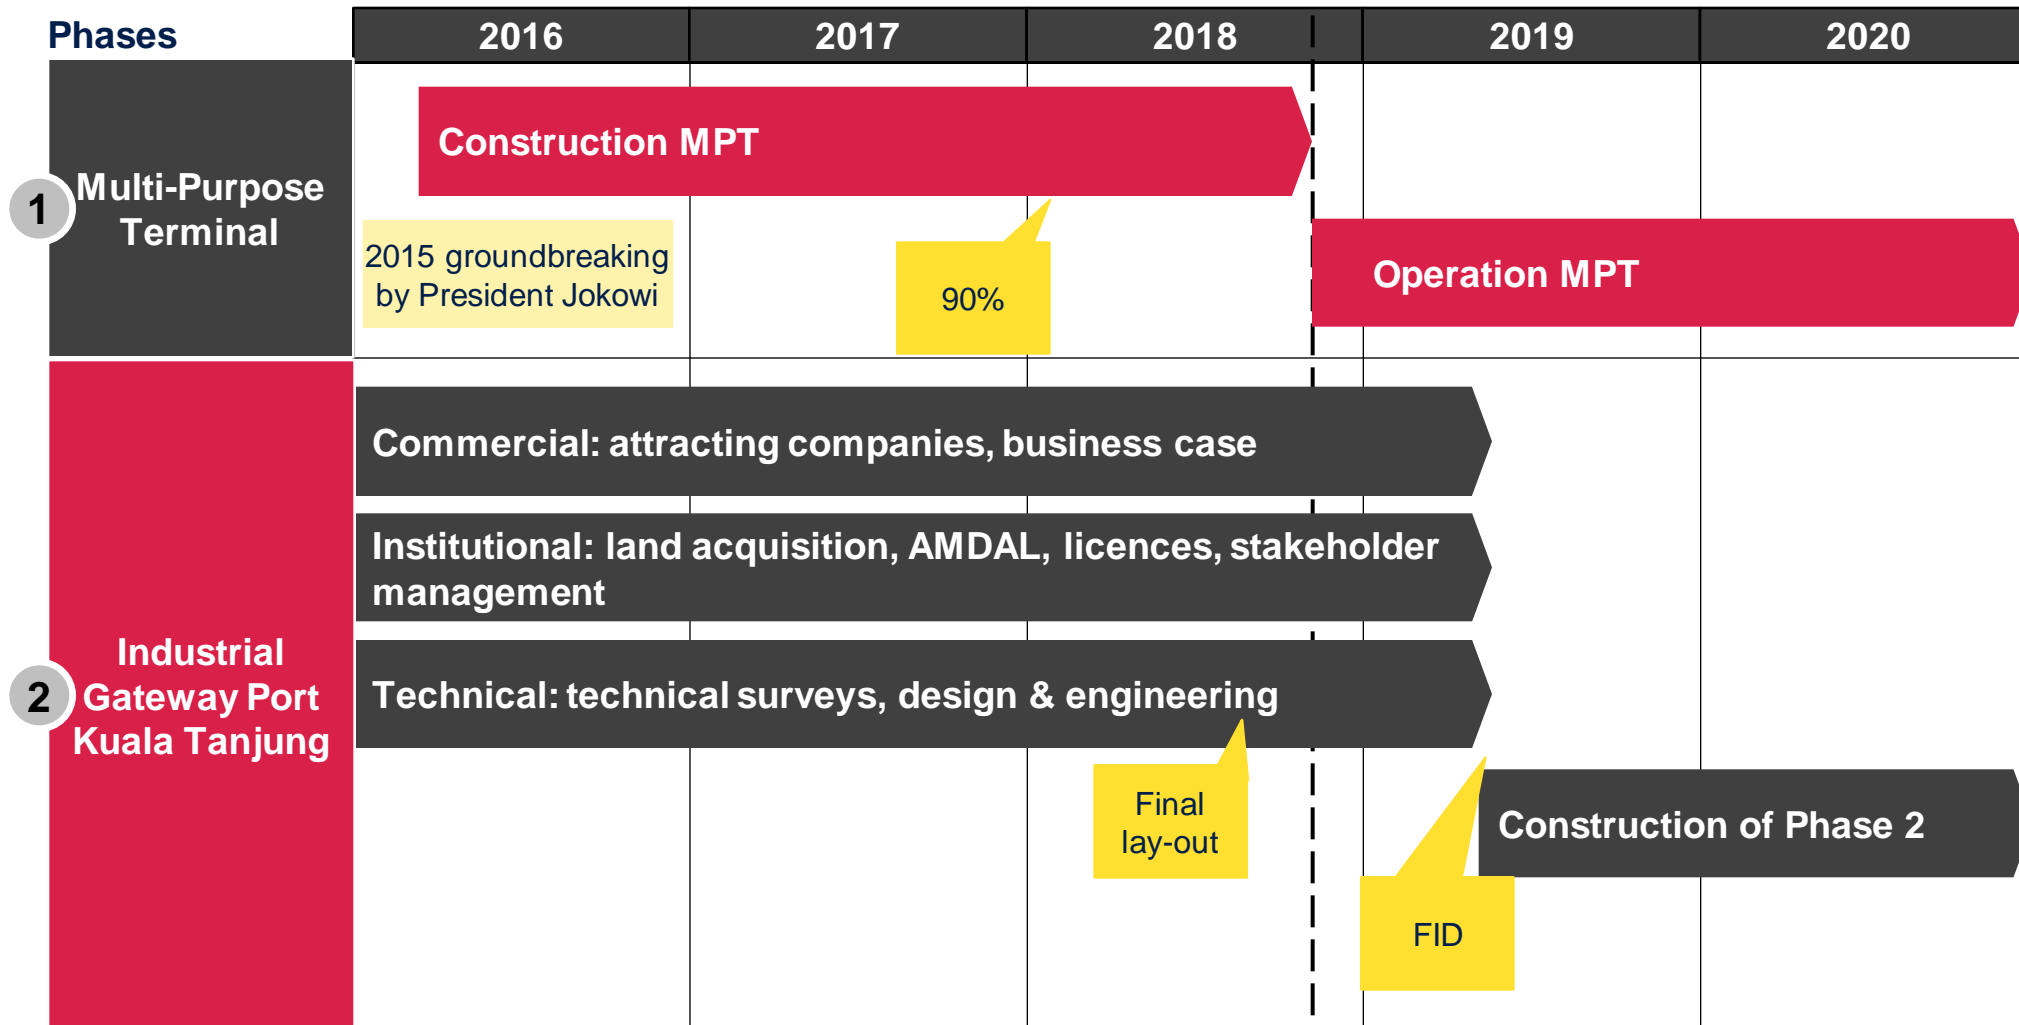 Phases
2016
2017
2018
2019
2020
1
Multi-Purpose
Terminal
Construction MPT
2015 groundbreaking
by President Jokowi
90%
Operation MPT
2
Industrial
Gateway Port
Kuala Tanjung
Commercial: attracting companies, business case
Institutional: land acquisition, AMDAL, licences, stakeholder
management
Technical: technical surveys, design & engineering
Final
lay-out
Construction of Phase 2
FID